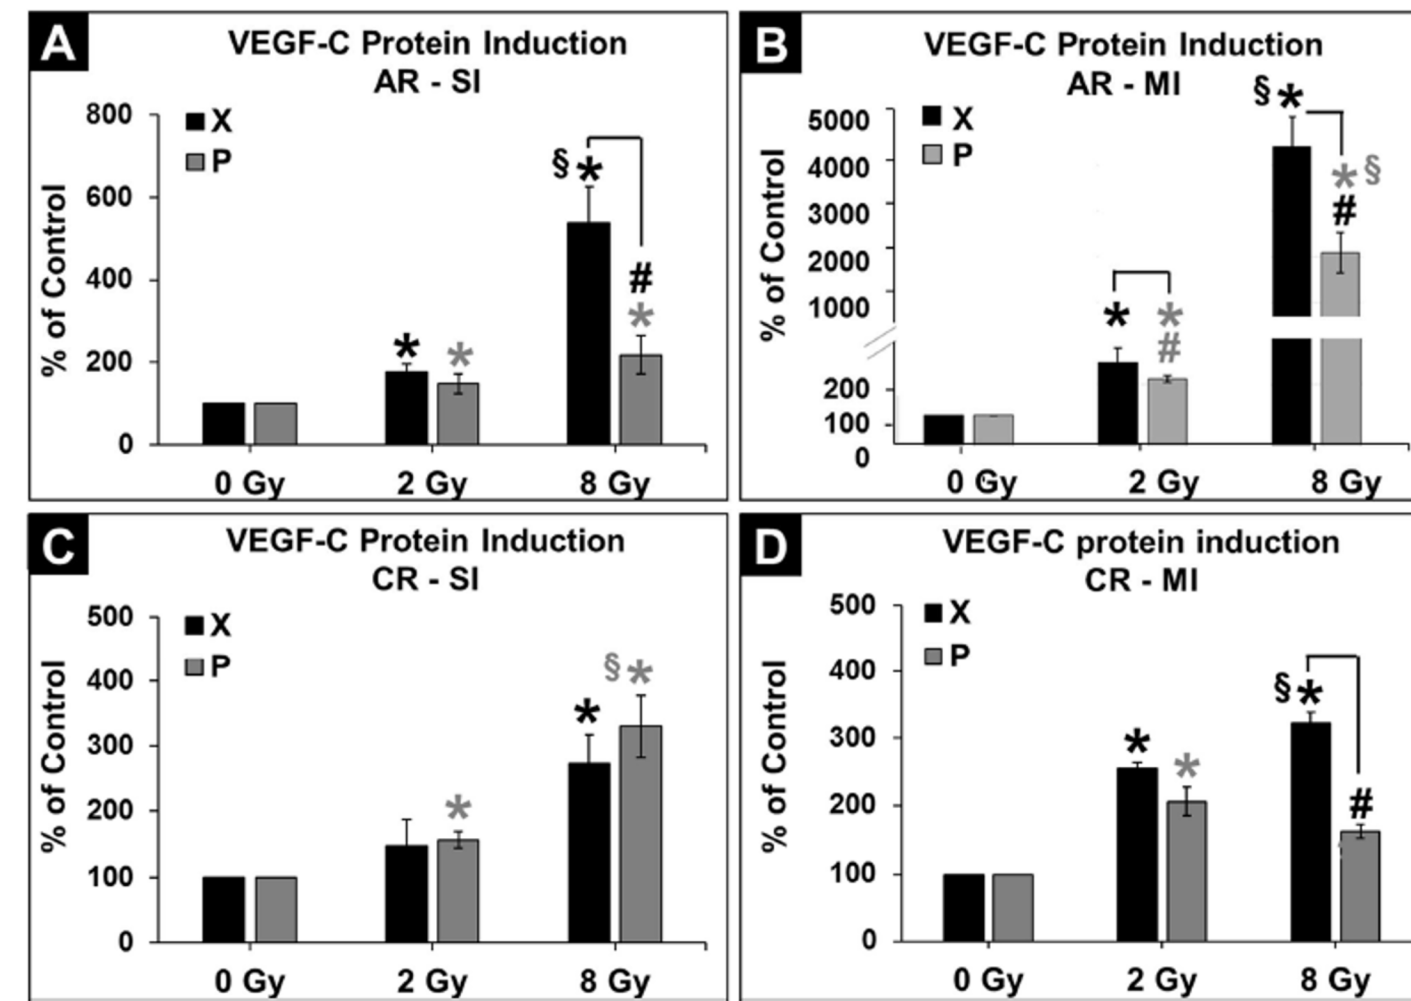 A
VEGF-C Protein Induction
AR - SI
% of Control
800
600
400
200
0
X
P
§ *
#
*
*
*
0 Gy
2 Gy
8 Gy
B
VEGF-C Protein Induction
AR - MI
% of Control
5000
4000
3000
2000
1000
200
100
0
X
P
§ *
* §
#
* *
#
0 Gy
2 Gy
8 Gy
C
VEGF-C Protein Induction
CR - SI
% of Control
500
400
300
200
100
0
X
P
§ *
*
*
0 Gy
2 Gy
8 Gy
D
VEGF-C protein induction
CR - MI
% of Control
500
400
300
200
100
0
X
P
§ *
*
*
#
0 Gy
2 Gy
8 Gy